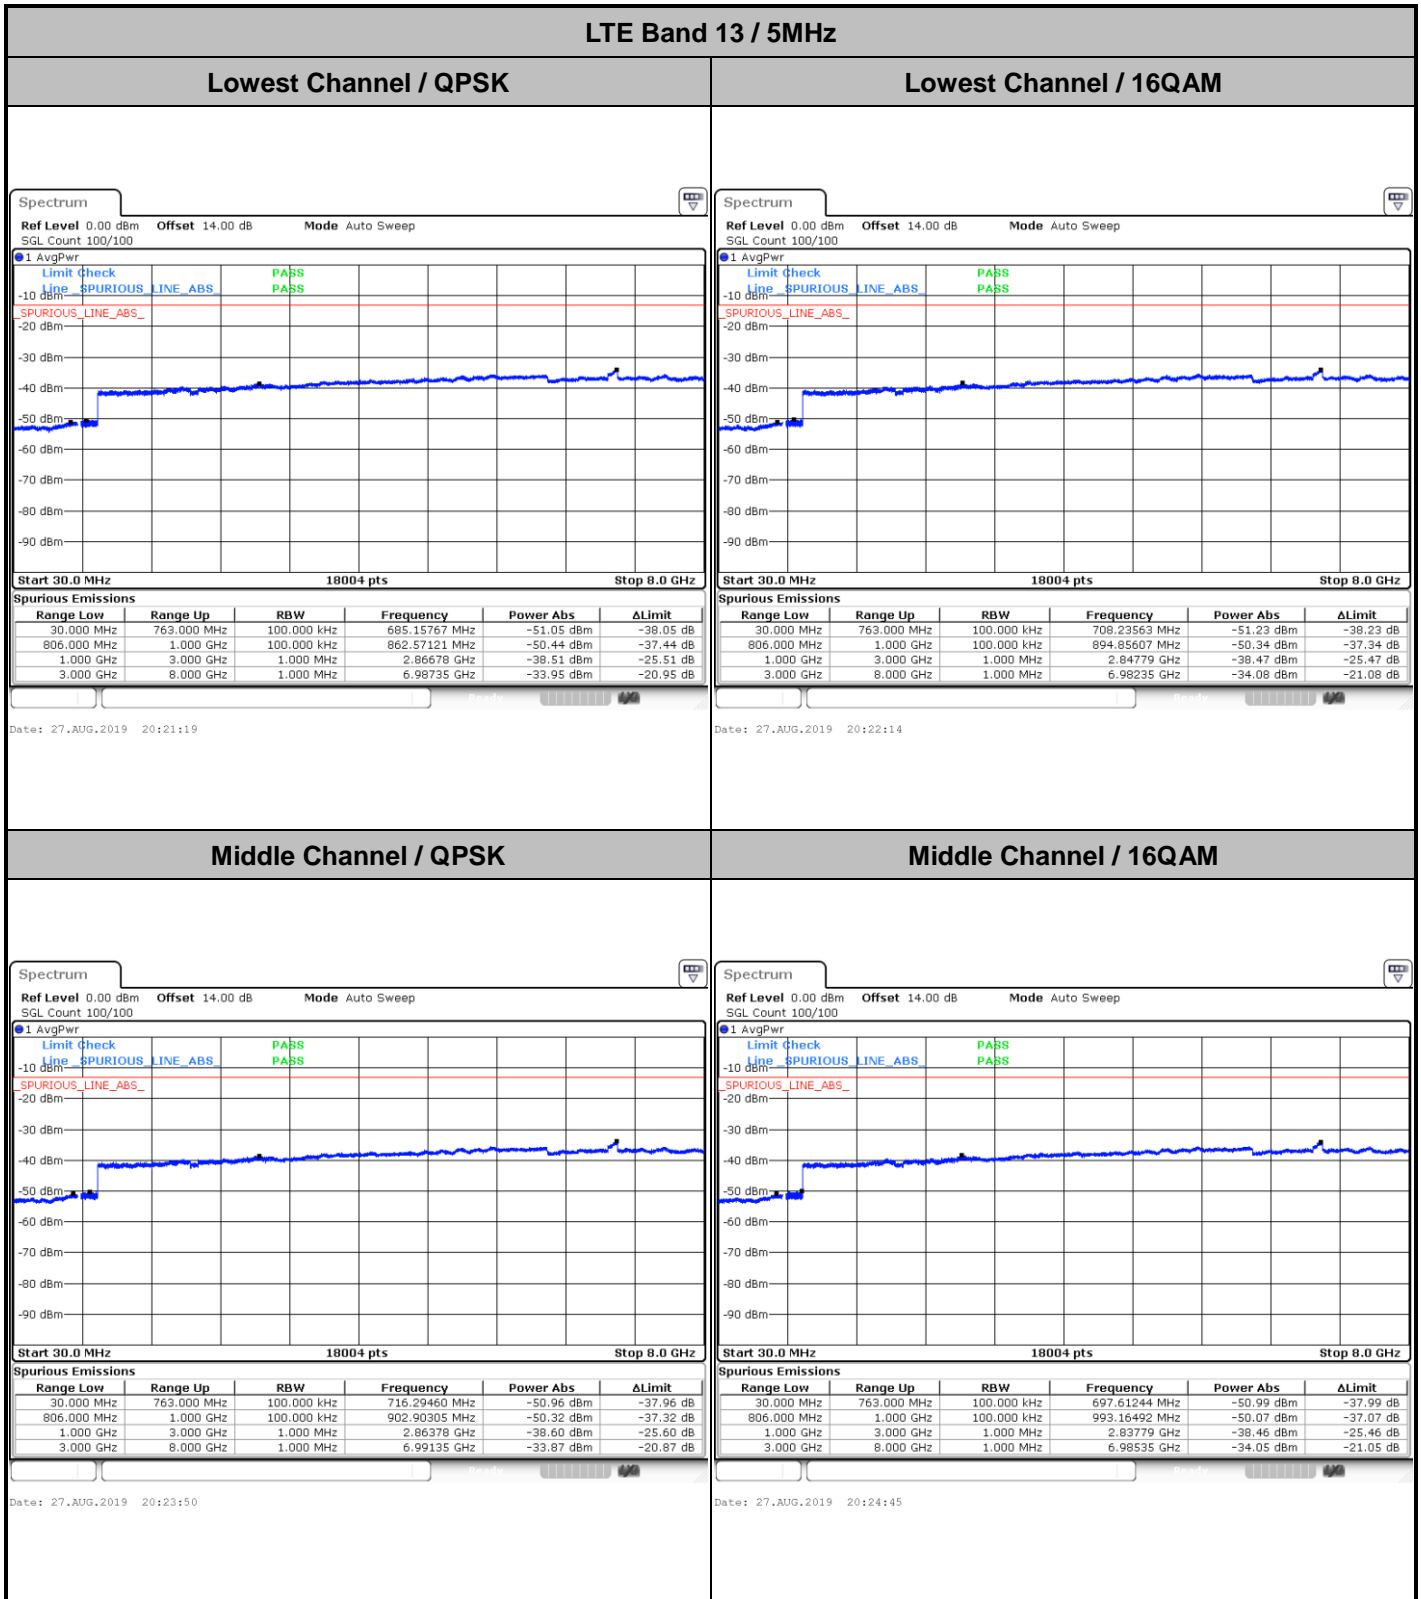 LTE Band 13 / 5MHz
Lowest Channel / QPSK
Lowest Channel / 16QAM
Spectrum
Ref Level 0.00 dBm Offset 14.00 dB Mode Auto Sweep
SGL Count 100/100
1 AvgPwr
Limit Check PASS
Line _SPURIOUS_LINE_ABS_ PASS
-10 dBm
_SPURIOUS_LINE_ABS_
-20 dBm
-30 dBm
-40 dBm
-50 dBm
-60 dBm
-70 dBm
-80 dBm
-90 dBm
Start 30.0 MHz 18004 pts Stop 8.0 GHz
Spurious Emissions
Range Low Range Up RBW Frequency Power Abs ΔLimit
30.000 MHz 763.000 MHz 100.000 kHz 685.15767 MHz -51.05 dBm -38.05 dB
806.000 MHz 1.000 GHz 100.000 kHz 862.57121 MHz -50.44 dBm -37.44 dB
1.000 GHz 3.000 GHz 1.000 MHz 2.86678 GHz -38.51 dBm -25.51 dB
3.000 GHz 8.000 GHz 1.000 MHz 6.98735 GHz -33.95 dBm -20.95 dB
Date: 27.AUG.2019 20:21:19
Spectrum
Ref Level 0.00 dBm Offset 14.00 dB Mode Auto Sweep
SGL Count 100/100
1 AvgPwr
Limit Check PASS
Line _SPURIOUS_LINE_ABS_ PASS
-10 dBm
_SPURIOUS_LINE_ABS_
-20 dBm
-30 dBm
-40 dBm
-50 dBm
-60 dBm
-70 dBm
-80 dBm
-90 dBm
Start 30.0 MHz 18004 pts Stop 8.0 GHz
Spurious Emissions
Range Low Range Up RBW Frequency Power Abs ΔLimit
30.000 MHz 763.000 MHz 100.000 kHz 708.23563 MHz -51.23 dBm -38.23 dB
806.000 MHz 1.000 GHz 100.000 kHz 894.85607 MHz -50.34 dBm -37.34 dB
1.000 GHz 3.000 GHz 1.000 MHz 2.84779 GHz -38.47 dBm -25.47 dB
3.000 GHz 8.000 GHz 1.000 MHz 6.98235 GHz -34.08 dBm -21.08 dB
Ready
Date: 27.AUG.2019 20:22:14
Middle Channel / QPSK
Middle Channel / 16QAM
Spectrum
Ref Level 0.00 dBm Offset 14.00 dB Mode Auto Sweep
SGL Count 100/100
1 AvgPwr
Limit Check PASS
Line _SPURIOUS_LINE_ABS_ PASS
-10 dBm
_SPURIOUS_LINE_ABS_
-20 dBm
-30 dBm
-40 dBm
-50 dBm
-60 dBm
-70 dBm
-80 dBm
-90 dBm
Start 30.0 MHz 18004 pts Stop 8.0 GHz
Spurious Emissions
Range Low Range Up RBW Frequency Power Abs ΔLimit
30.000 MHz 763.000 MHz 100.000 kHz 716.29460 MHz -50.96 dBm -37.96 dB
806.000 MHz 1.000 GHz 100.000 kHz 902.90305 MHz -50.32 dBm -37.32 dB
1.000 GHz 3.000 GHz 1.000 MHz 2.86378 GHz -38.60 dBm -25.60 dB
3.000 GHz 8.000 GHz 1.000 MHz 6.99135 GHz -33.87 dBm -20.87 dB
Ready
Date: 27.AUG.2019 20:23:50
Spectrum
Ref Level 0.00 dBm Offset 14.00 dB Mode Auto Sweep
SGL Count 100/100
1 AvgPwr
Limit Check PASS
Line _SPURIOUS_LINE_ABS_ PASS
-10 dBm
_SPURIOUS_LINE_ABS_
-20 dBm
-30 dBm
-40 dBm
-50 dBm
-60 dBm
-70 dBm
-80 dBm
-90 dBm
Start 30.0 MHz 18004 pts Stop 8.0 GHz
Spurious Emissions
Range Low Range Up RBW Frequency Power Abs ΔLimit
30.000 MHz 763.000 MHz 100.000 kHz 697.61244 MHz -50.99 dBm -37.99 dB
806.000 MHz 1.000 GHz 100.000 kHz 993.16492 MHz -50.07 dBm -37.07 dB
1.000 GHz 3.000 GHz 1.000 MHz 2.83779 GHz -38.46 dBm -25.46 dB
3.000 GHz 8.000 GHz 1.000 MHz 6.98535 GHz -34.05 dBm -21.05 dB
Ready
Date: 27.AUG.2019 20:24:45